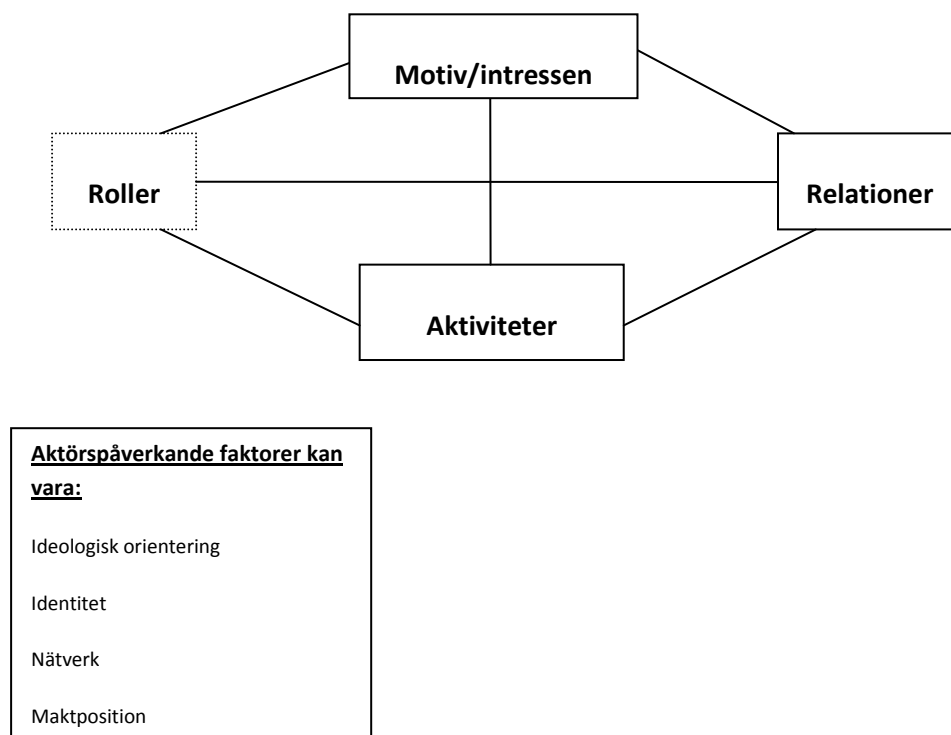 Motiv/intressen
Roller
Relationer
Aktiviteter
Aktörspåverkande faktorer kan
vara:
Ideologisk orientering
Identitet
Nätverk
Maktposition